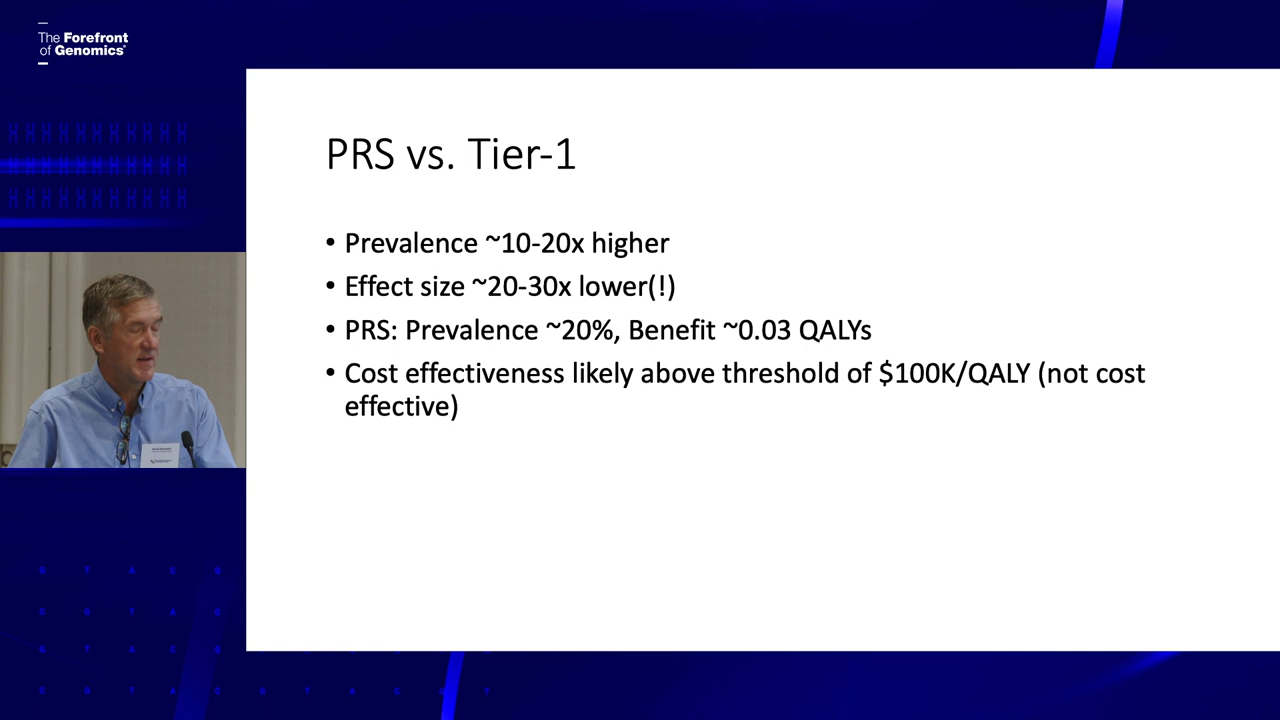 The Forefront
of Genomics®
PRS vs. Tier-1
• Prevalence ~10-20x higher
• Effect size ~20-30x lower(!)
• PRS: Prevalence ~20%, Benefit ~0.03 QALYs
• Cost effectiveness likely above threshold of $100K/QALY (not cost
effective)